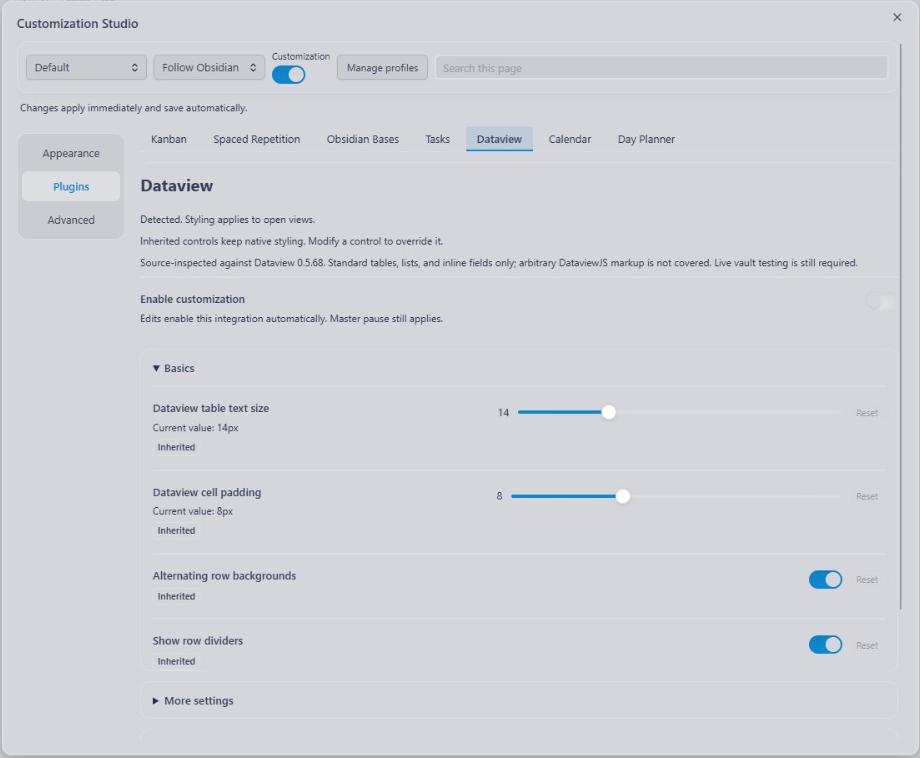 Customization Studio
Default
Follow Obsidian
Customization
Manage profiles
Search this page
Changes apply immediately and save automatically.
Appearance
Plugins
Advanced
Kanban
Spaced Repetition
Obsidian Bases
Tasks
Dataview
Calendar
Day Planner
Dataview
Detected. Styling applies to open views.
Inherited controls keep native styling. Modify a control to override it.
Source-inspected against Dataview 0.5.68. Standard tables, lists, and inline fields only; arbitrary DataviewJS markup is not covered. Live vault testing is still required.
Enable customization
Edits enable this integration automatically. Master pause still applies.
Basics
Dataview table text size
Current value: 14px
Inherited
14
Reset
Dataview cell padding
Current value: 8px
Inherited
8
Reset
Alternating row backgrounds
Inherited
Reset
Show row dividers
Inherited
Reset
More settings